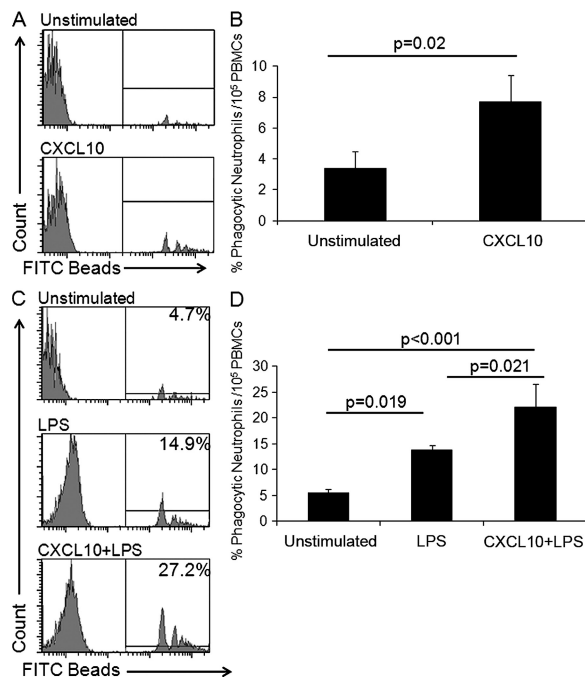 A
Unstimulated
CXCL10
Count
FITC Beads
B
p=0.02
% Phagocytic Neutrophils /10⁵ PBMCs
10
8
6
4
2
0
Unstimulated
CXCL10
C
Unstimulated
4.7%
LPS
14.9%
CXCL10+LPS
27.2%
Count
FITC Beads
D
p<0.001
p=0.021
p=0.019
% Phagocytic Neutrophils/10⁵ PBMCs
30
25
20
15
10
5
0
Unstimulated
LPS
CXCL10+LPS